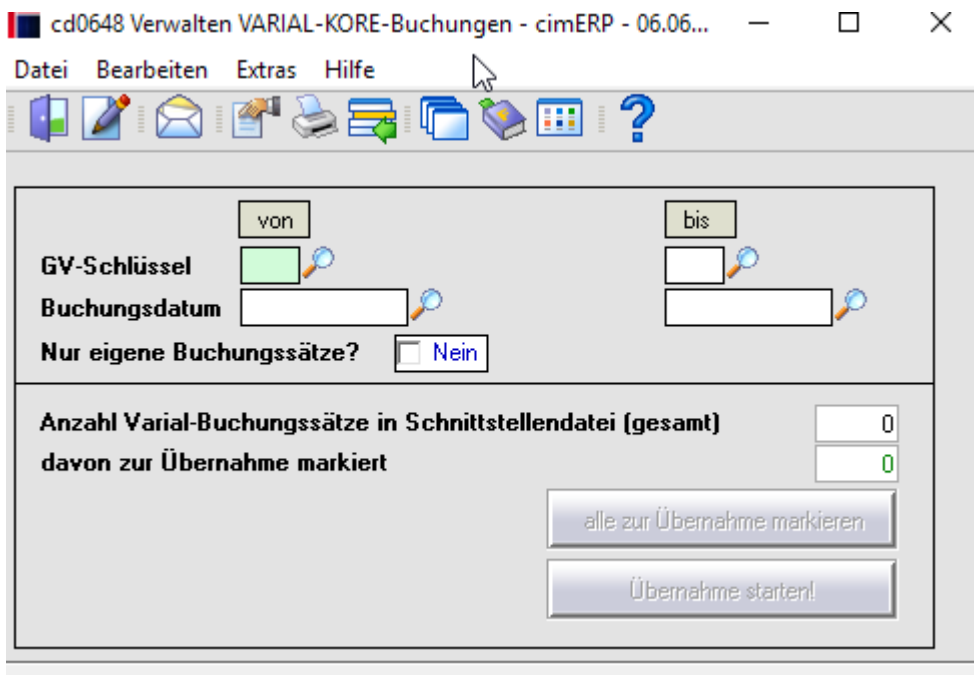 cd0648 Verwalten VARIAL-KORE-Buchungen - cimERP - 06.06...
Datei Bearbeiten Extras Hilfe
von bis
GV-Schlüssel
Buchungsdatum
Nur eigene Buchungssätze? Nein
Anzahl Varial-Buchungssätze in Schnittstellendatei (gesamt) 0
davon zur Übernahme markiert 0
alle zur Übernahme markieren
Übernahme starten!